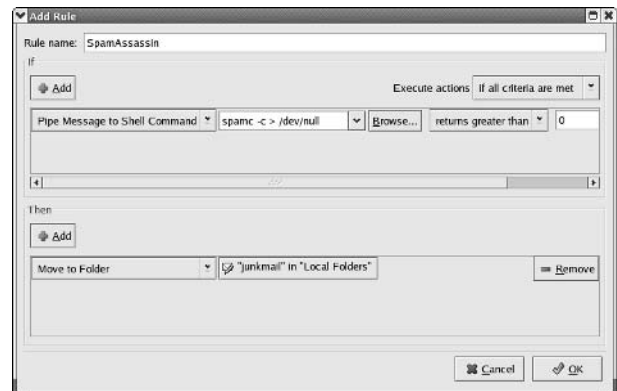 Add Rule
Rule name: SpamAssassin
If
Add
Execute actions If all criteria are met
Pipe Message to Shell Command spamc -c > /dev/null Browse... returns greater than 0
Then
Add
Move to Folder "junkmail" in "Local Folders" Remove
Cancel OK